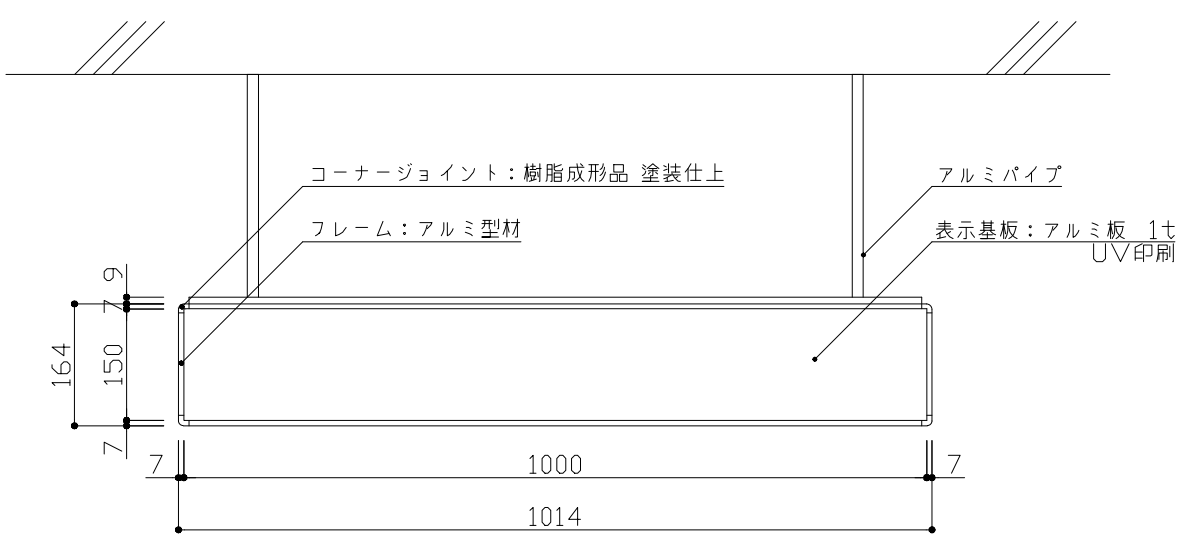 コーナージョイント：樹脂成形品 塗装仕上
アルミパイプ
フレーム：アルミ型材
表示基板：アルミ板 1t
UV印刷
9
7
164
150
7
7
1000
7
1014